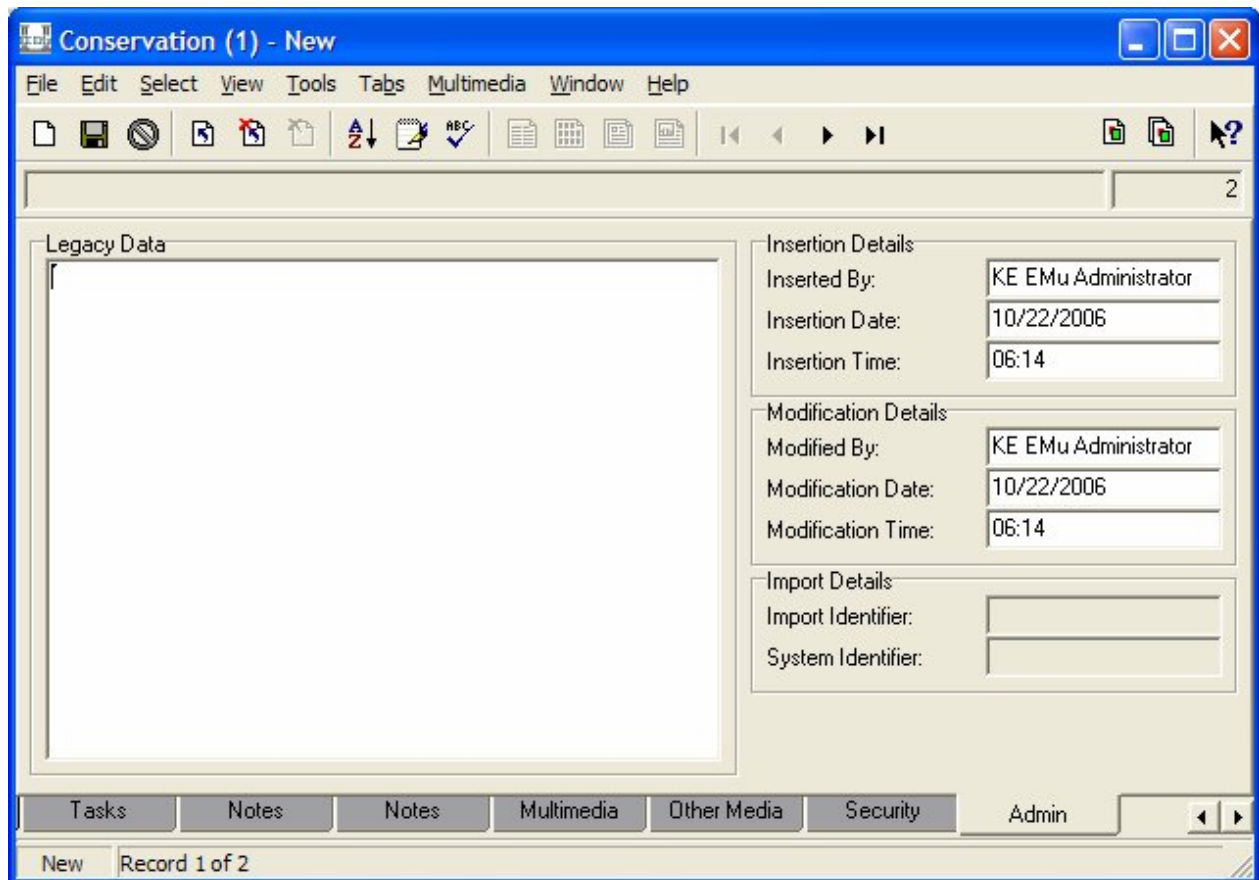 Conservation (1) - New
File Edit Select View Tools Tabs Multimedia Window Help
2
Legacy Data
Insertion Details
Inserted By: KE EMu Administrator
Insertion Date: 10/22/2006
Insertion Time: 06:14
Modification Details
Modified By: KE EMu Administrator
Modification Date: 10/22/2006
Modification Time: 06:14
Import Details
Import Identifier:
System Identifier:
Tasks Notes Notes Multimedia Other Media Security Admin
New Record 1 of 2